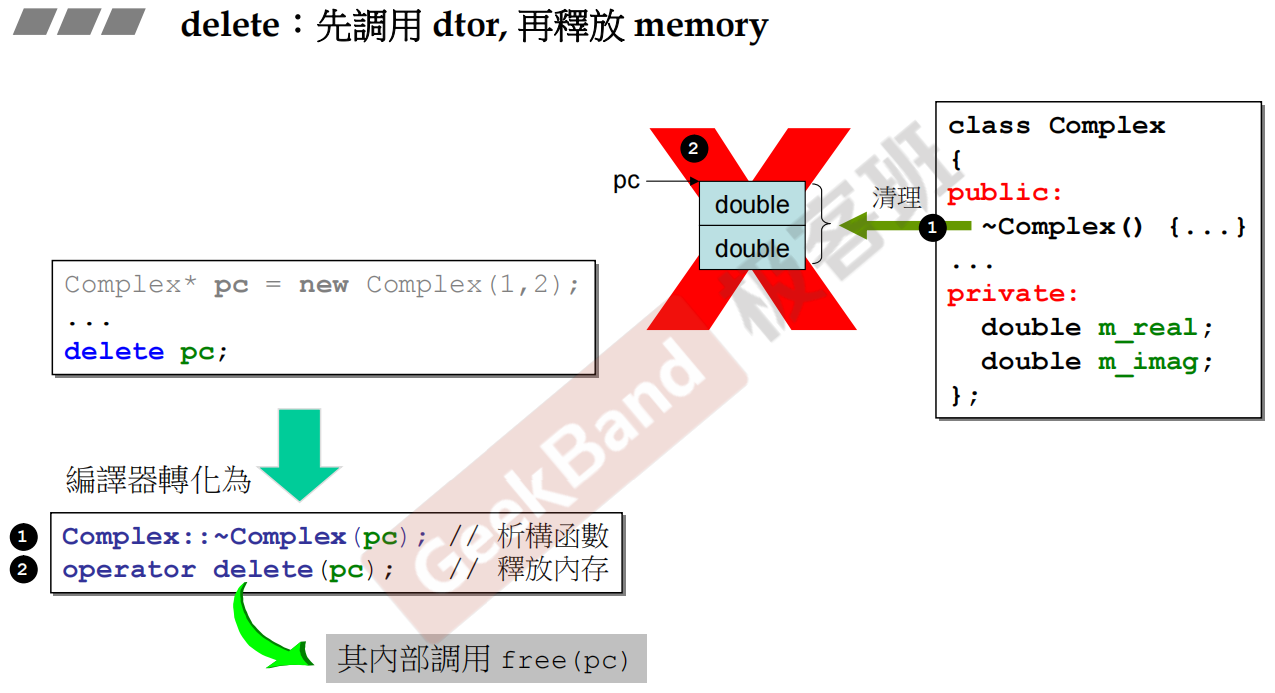 delete：先調用 dtor, 再釋放 memory
Complex* pc = new Complex(1,2);
...
delete pc;
編譯器轉化為
1 Complex::~Complex(pc); // 析構函數
2 operator delete(pc); // 釋放內存
其內部調用 free(pc)
2
pc
double
double
清理
1
class Complex
{
public:
~Complex() {...}
...
private:
double m_real;
double m_imag;
};
GeekBand 极客班